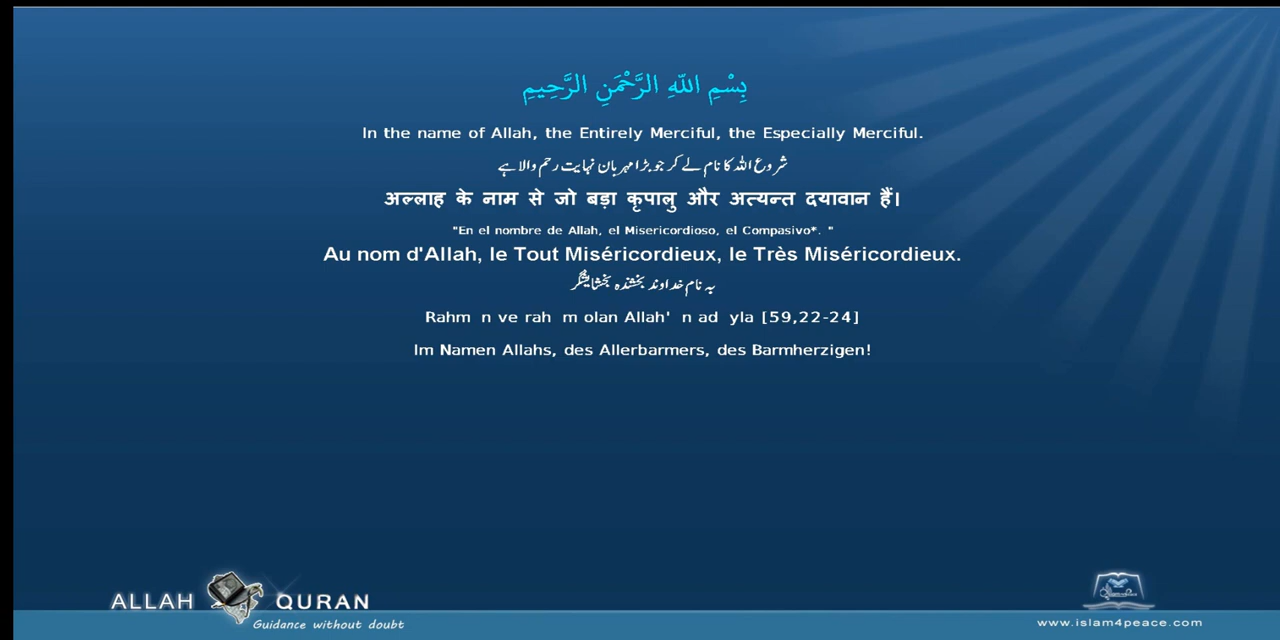 بِسْمِ اللّهِ الرَّحْمَنِ الرَّحِيمِ
In the name of Allah, the Entirely Merciful, the Especially Merciful.
شروع اللہ کا نام لے کر جو بڑا مہربان نہایت رحم والا ہے
अल्लाह के नाम से जो बड़ा कृपालु और अत्यन्त दयावान हैं।
"En el nombre de Allah, el Misericordioso, el Compasivo*. "
Au nom d'Allah, le Tout Miséricordieux, le Très Miséricordieux.
به نام خداوند بخشنده بخشایشگر
Rahm n ve rah m olan Allah' n ad yla [59,22-24]
Im Namen Allahs, des Allerbarmers, des Barmherzigen!
ALLAH QURAN
Guidance without doubt
www.islam4peace.com